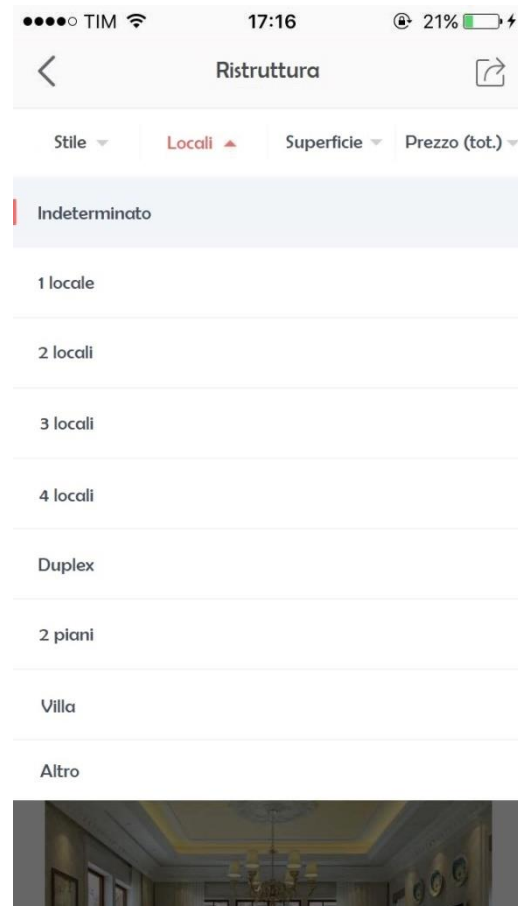 TIM 17:16 21%
Ristruttura
Stile Locali Superficie Prezzo (tot.)
Indeterminato
1 locale
2 locali
3 locali
4 locali
Duplex
2 piani
Villa
Altro